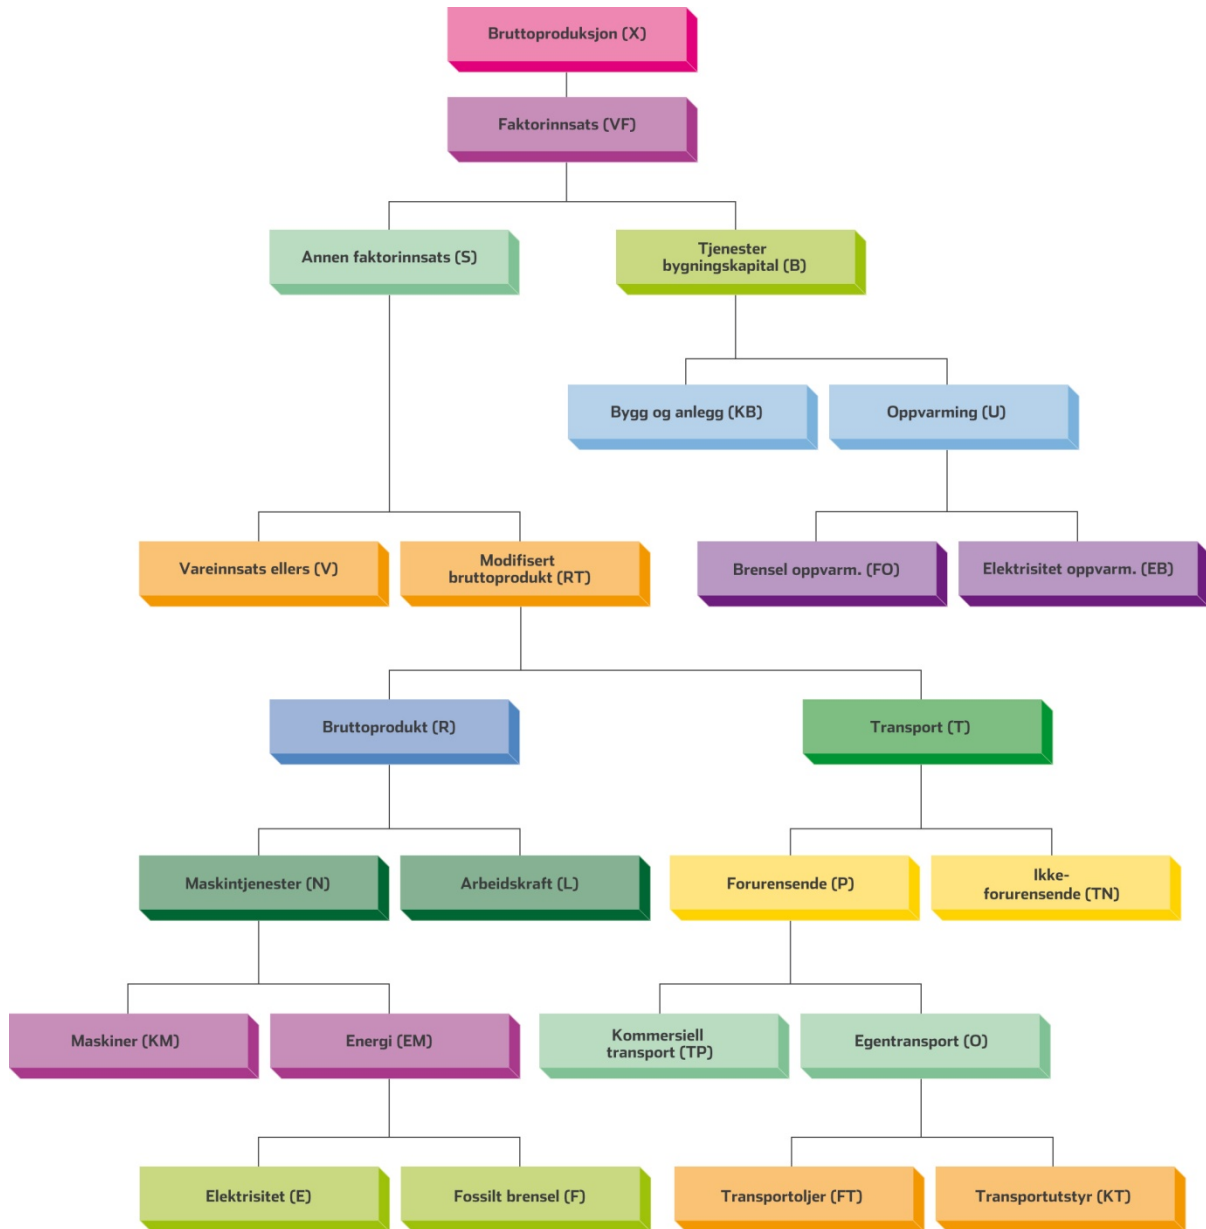 Bruttoproduksjon (X)
Faktorinnsats (VF)
Annen faktorinnsats (S)
Tjenester
bygningskapital (B)
Bygg og anlegg (KB)
Oppvarming (U)
Vareinnsats ellers (V)
Modifisert
bruttoprodukt (RT)
Brensel oppvarm. (FO)
Elektrisitet oppvarm. (EB)
Bruttoprodukt (R)
Transport (T)
Maskintjenester (N)
Arbeidskraft (L)
Forurensende (P)
Ikke-
forurensende (TN)
Maskiner (KM)
Energi (EM)
Kommersiell
transport (TP)
Egentransport (O)
Elektrisitet (E)
Fossilt brensel (F)
Transportoljer (FT)
Transportutstyr (KT)